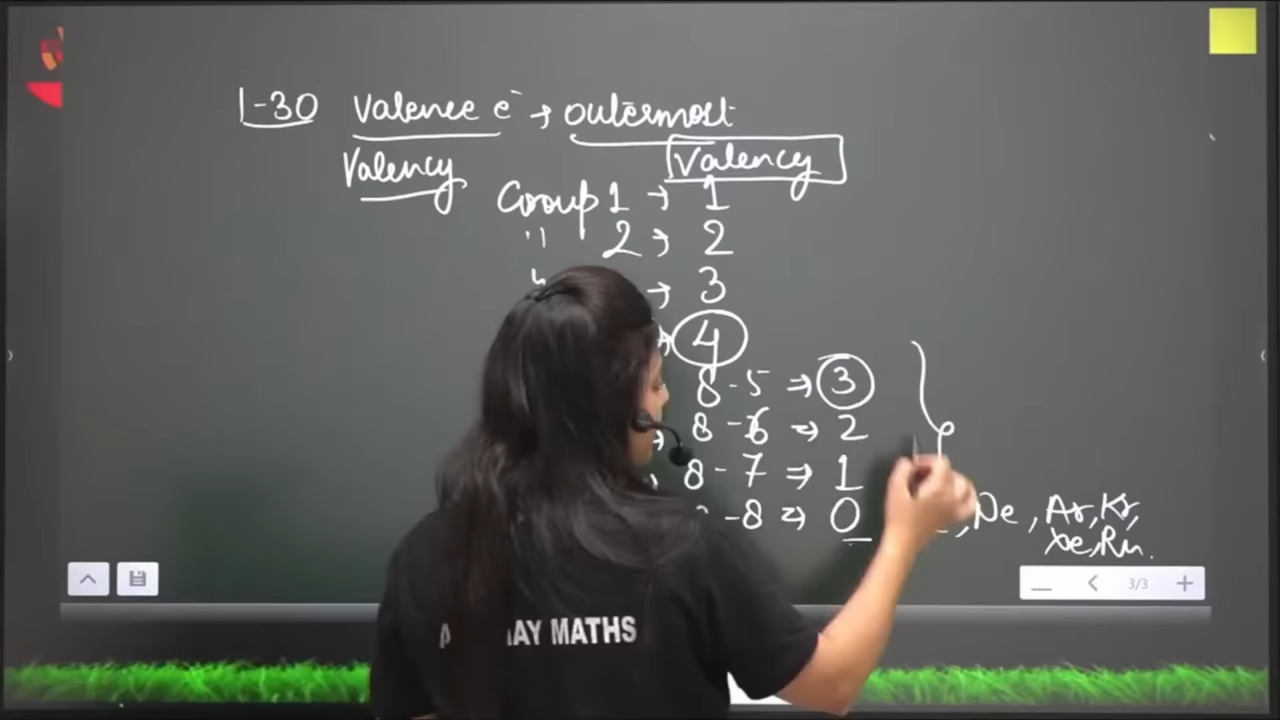 1-30 Valence e⁻ → outermost
Valency Valency
Group 1 → 1
" 2 → 2
" → 3
→ 4
8-5 ⇒ 3
→ 8-6 ⇒ 2
→ 8-7 ⇒ 1
-8 ⇒ 0 , Ne, Ar, Kr,
Xe, Rn.
3/3
AY MATHS